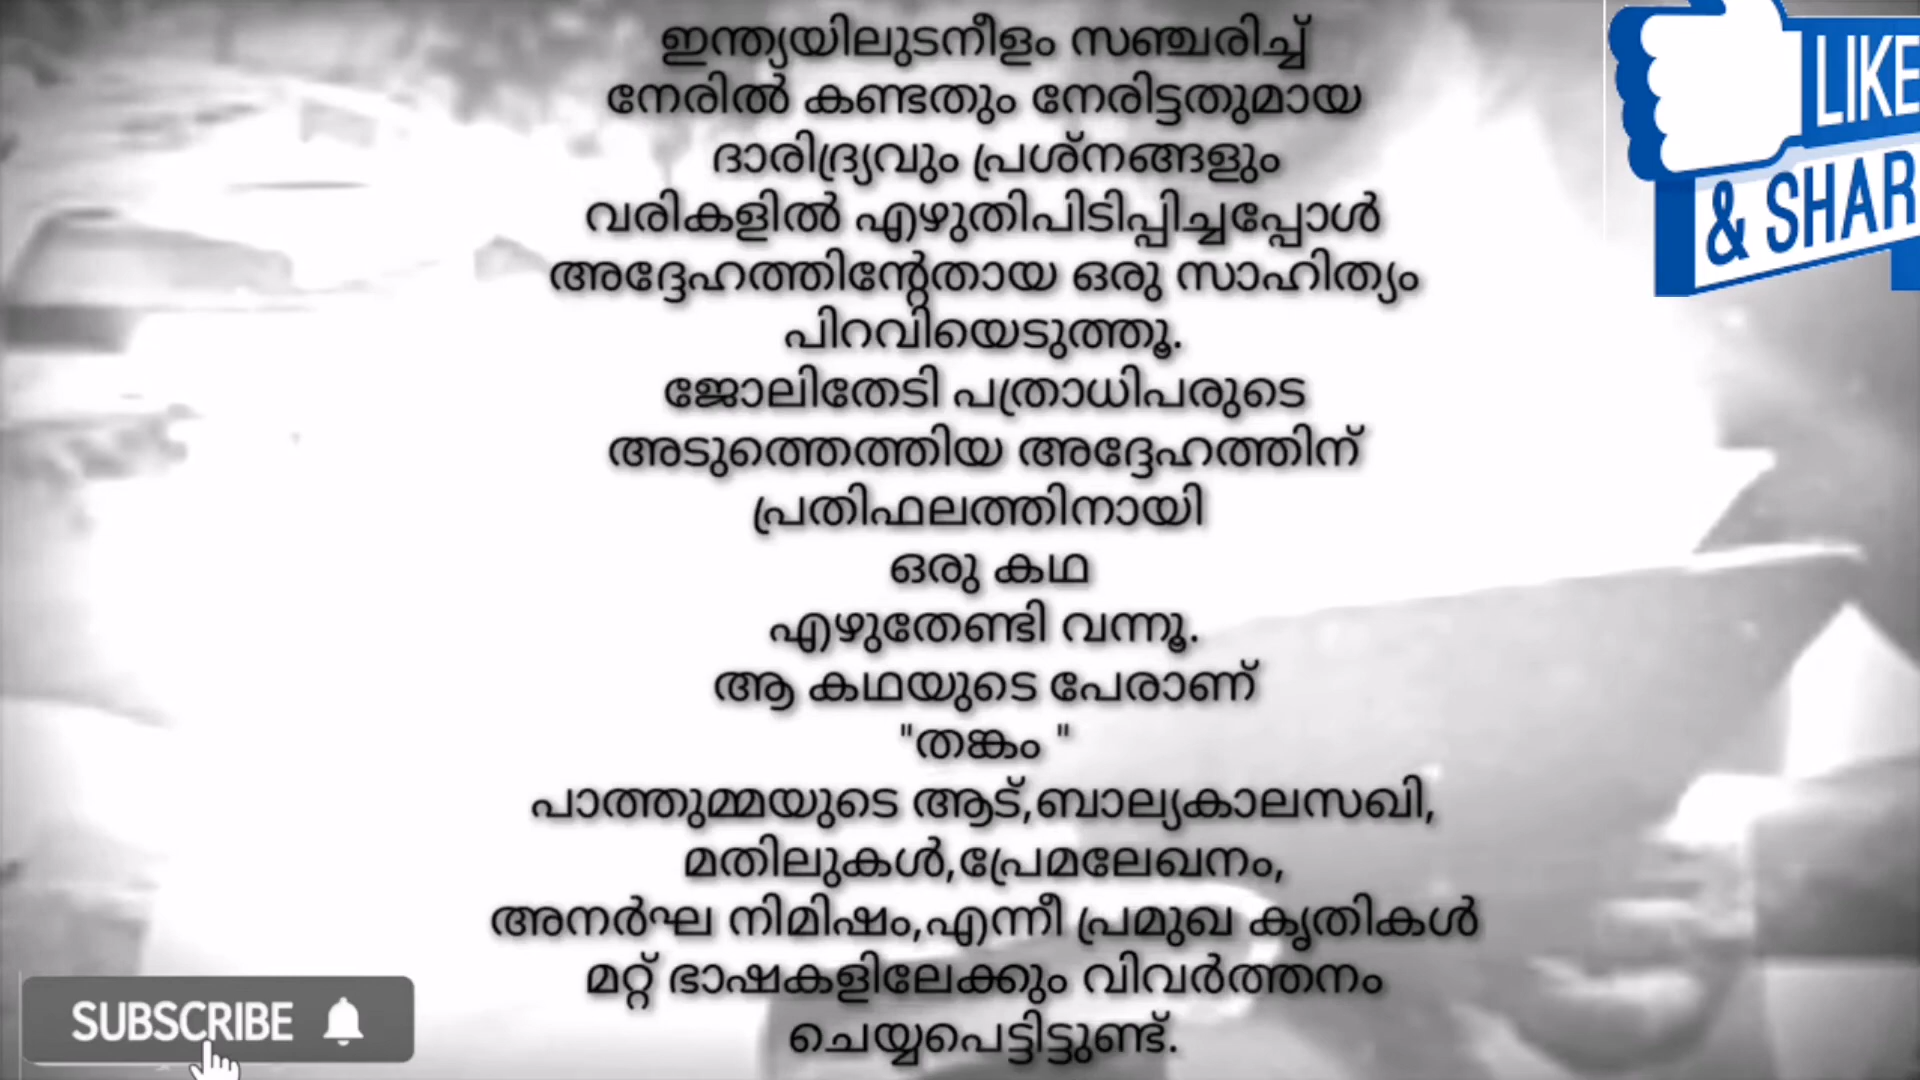 ഇന്ത്യയിലുടനീളം സഞ്ചരിച്ച്
നേരിൽ കണ്ടതും നേരിട്ടതുമായ
ദാരിദ്ര്യവും പ്രശ്നങ്ങളും
വരികളിൽ എഴുതിപിടിപ്പിച്ചപ്പോൾ
അദ്ദേഹത്തിന്റേതായ ഒരു സാഹിത്യം
പിറവിയെടുത്തൂ.
ജോലിതേടി പത്രാധിപരുടെ
അടുത്തെത്തിയ അദ്ദേഹത്തിന്
പ്രതിഫലത്തിനായി
ഒരു കഥ
എഴുതേണ്ടി വന്നൂ.
ആ കഥയുടെ പേരാണ്
"തങ്കം "
പാത്തുമ്മയുടെ ആട്,ബാല്യകാലസഖി,
മതിലുകൾ,പ്രേമലേഖനം,
അനർഘ നിമിഷം,എന്നീ പ്രമുഖ കൃതികൾ
മറ്റ് ഭാഷകളിലേക്കും വിവർത്തനം
ചെയ്യപെട്ടിട്ടുണ്ട്.
LIKE
& SHAR
SUBSCRIBE